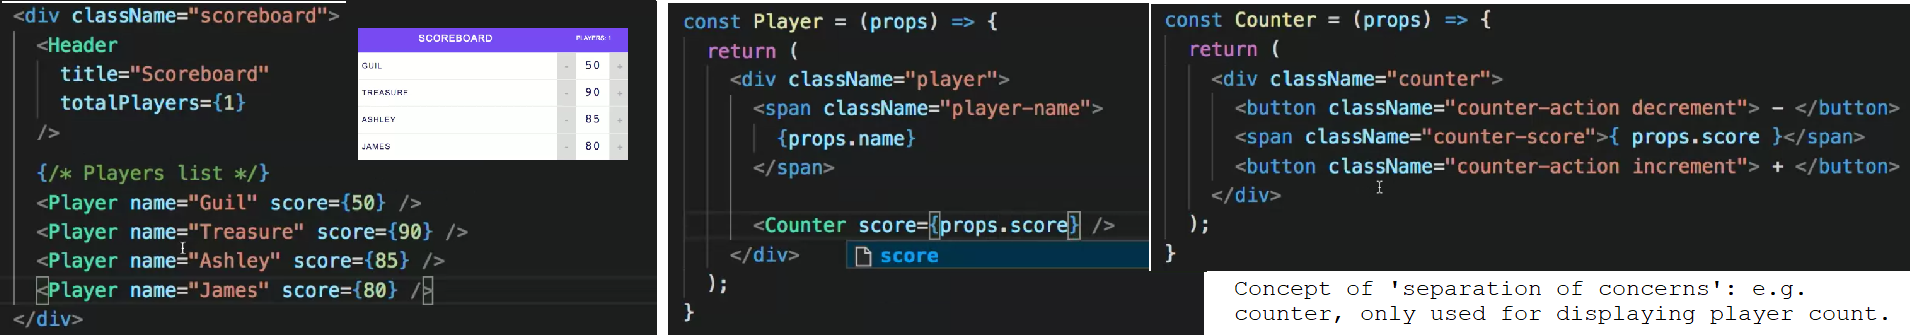 <div className="scoreboard">
<Header
title="Scoreboard"
totalPlayers={1}
/>
{/* Players list */}
<Player name="Guil" score={50} />
<Player name="Treasure" score={90} />
<Player name="Ashley" score={85} />
<Player name="James" score={80} />
</div>
SCOREBOARD PLAYERS: 1
GUIL - 50 +
TREASURE - 90 +
ASHLEY - 85 +
JAMES - 80 +
const Player = (props) => {
return (
<div className="player">
<span className="player-name">
{props.name}
</span>
<Counter score={props.score} />
score
</div>
);
}
const Counter = (props) => {
return (
<div className="counter">
<button className="counter-action decrement"> - </button>
<span className="counter-score">{ props.score }</span>
<button className="counter-action increment"> + </button>
</div>
);
}
Concept of 'separation of concerns': e.g.
counter, only used for displaying player count.